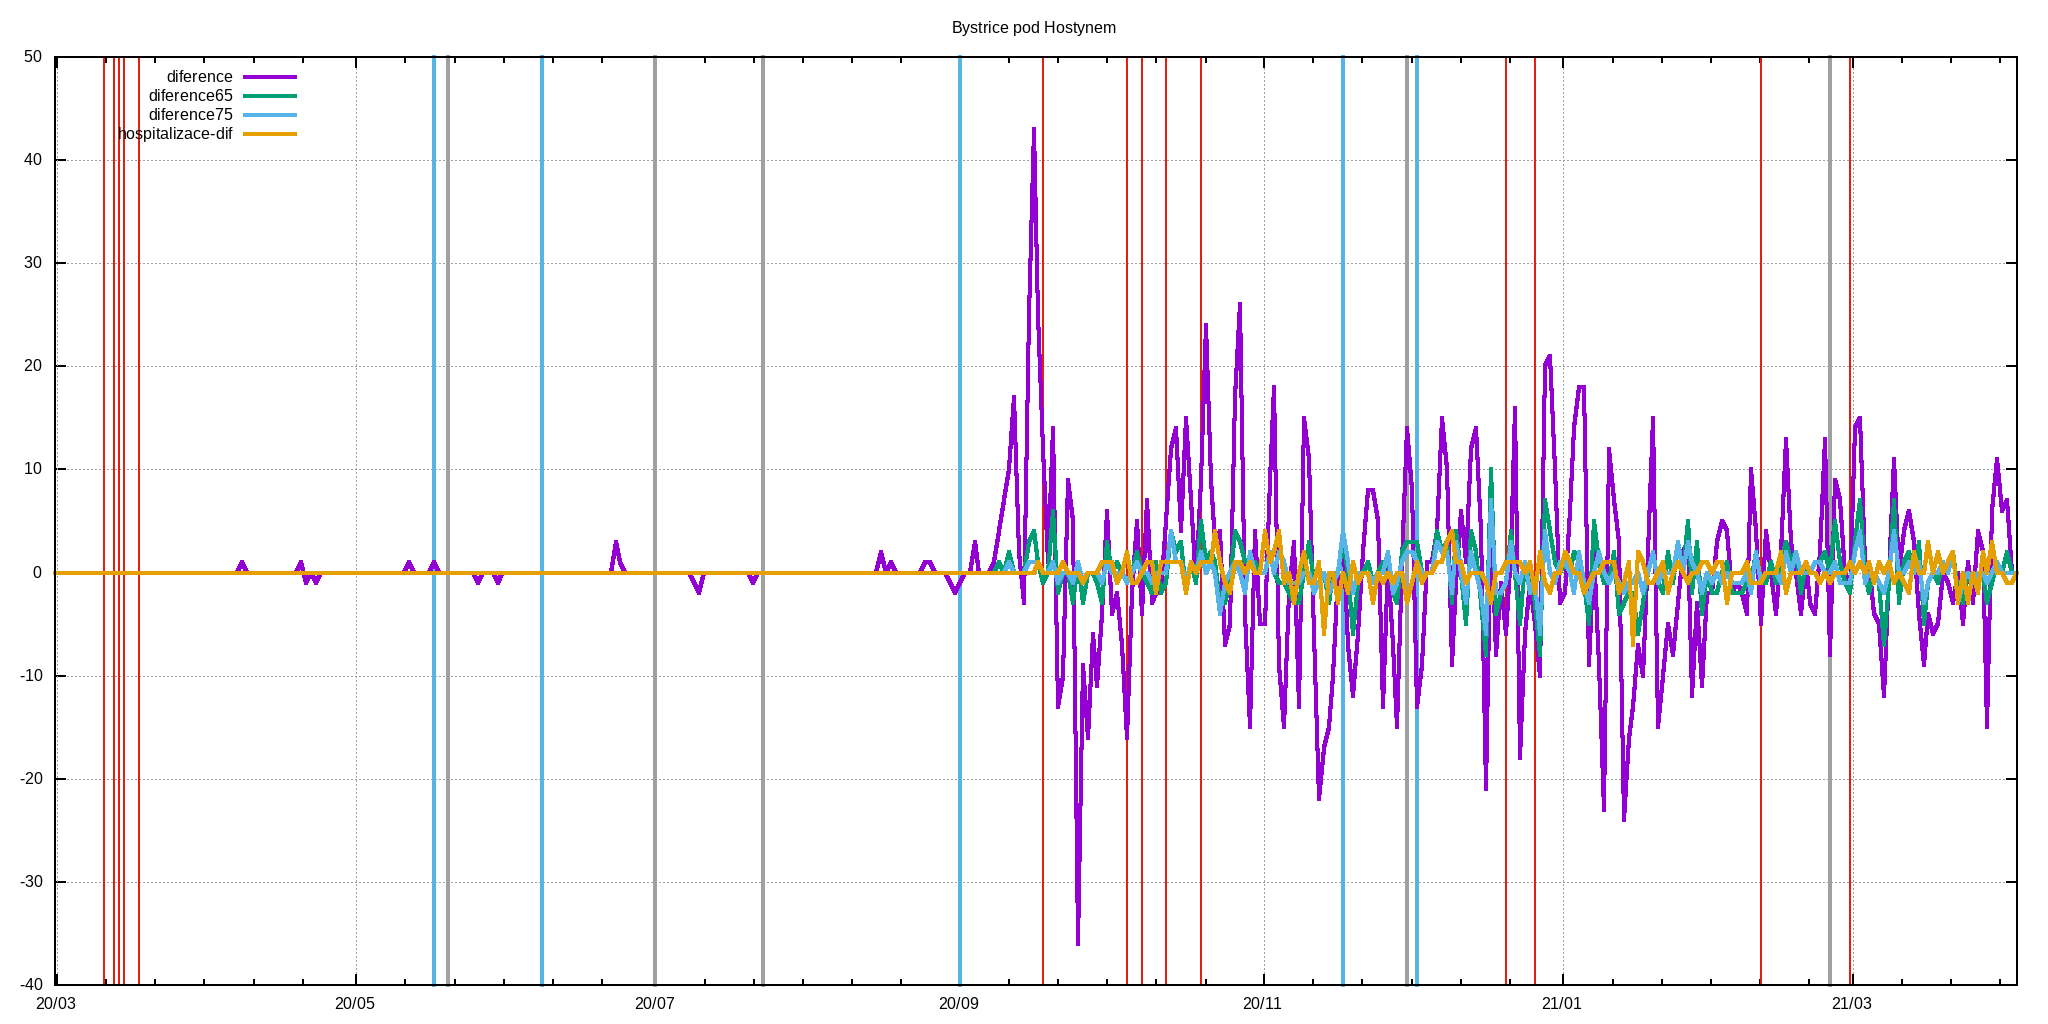 Bystrice pod Hostynem
50
diference
diference65
diference75
hospitalizace-dif
40
30
20
10
0
-10
-20
-30
-40
20/03 20/05 20/07 20/09 20/11 21/01 21/03